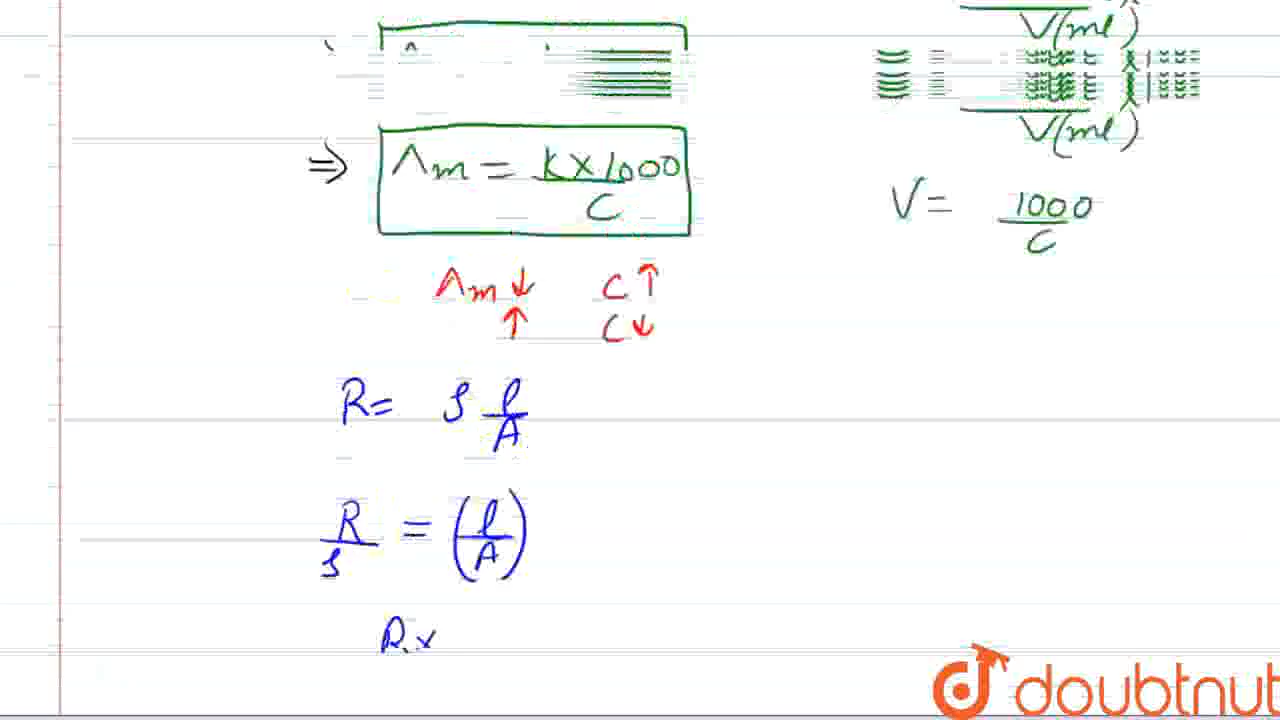 V(ml)
V(ml)
⇒ Λm = K×1000
C
V = 1000
C
Λm↓ C↑
↑ C↓
R = ρ l
A
R = (l)
ρ (A)
R×
doubtnut